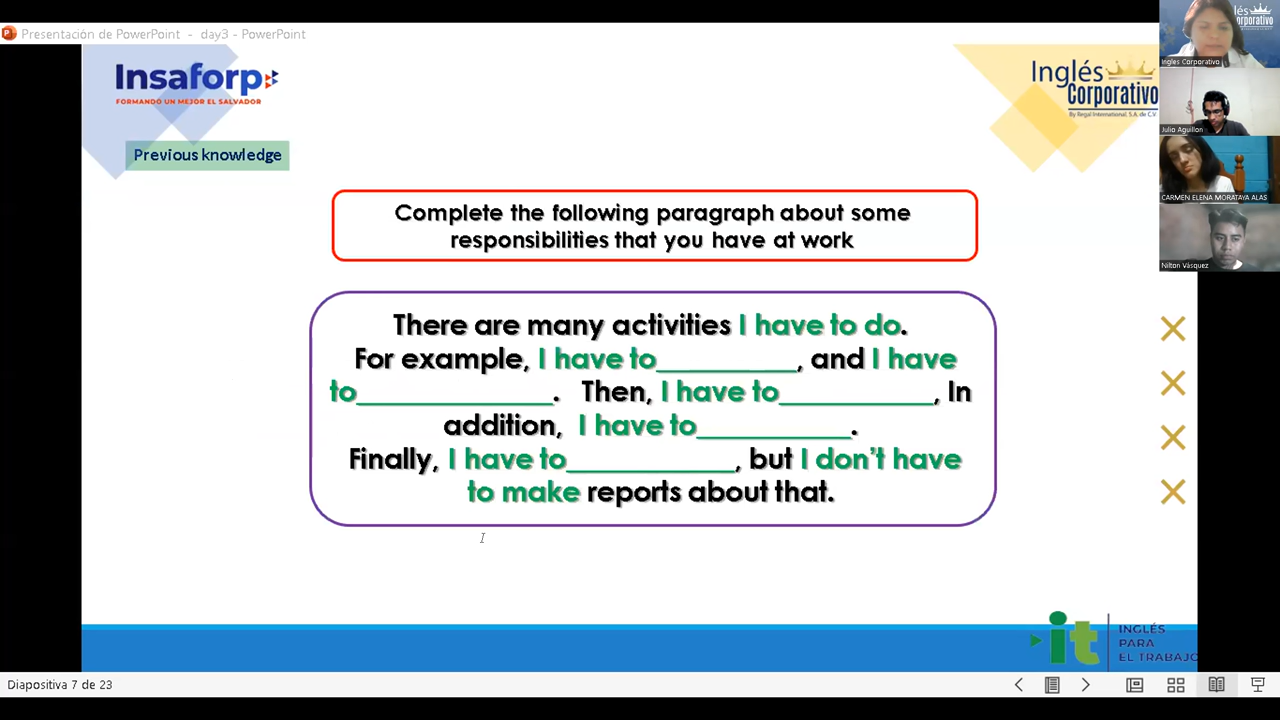 Presentación de PowerPoint - day3 - PowerPoint
Insaforp
FORMANDO UN MEJOR EL SALVADOR
Inglés
Corporativo
By Regal International, S.A. de C.V
Previous knowledge
Complete the following paragraph about some
responsibilities that you have at work
There are many activities I have to do.
For example, I have to_________, and I have
to_____________. Then, I have to__________, In
addition, I have to__________.
Finally, I have to___________, but I don't have
to make reports about that.
it
INGLÉS
PARA
EL TRABAJO
Ingles Corporativo
Julio Aguillon
CARMEN ELENA MORATAYA ALAS
Nilton Vásquez
Diapositiva 7 de 23